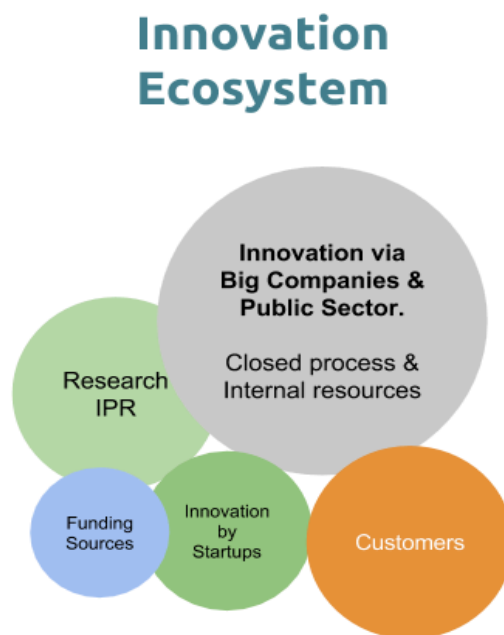 Innovation
Ecosystem
Innovation via
Big Companies &
Public Sector.
Closed process &
Internal resources
Research
IPR
Funding
Sources
Innovation
by
Startups
Customers